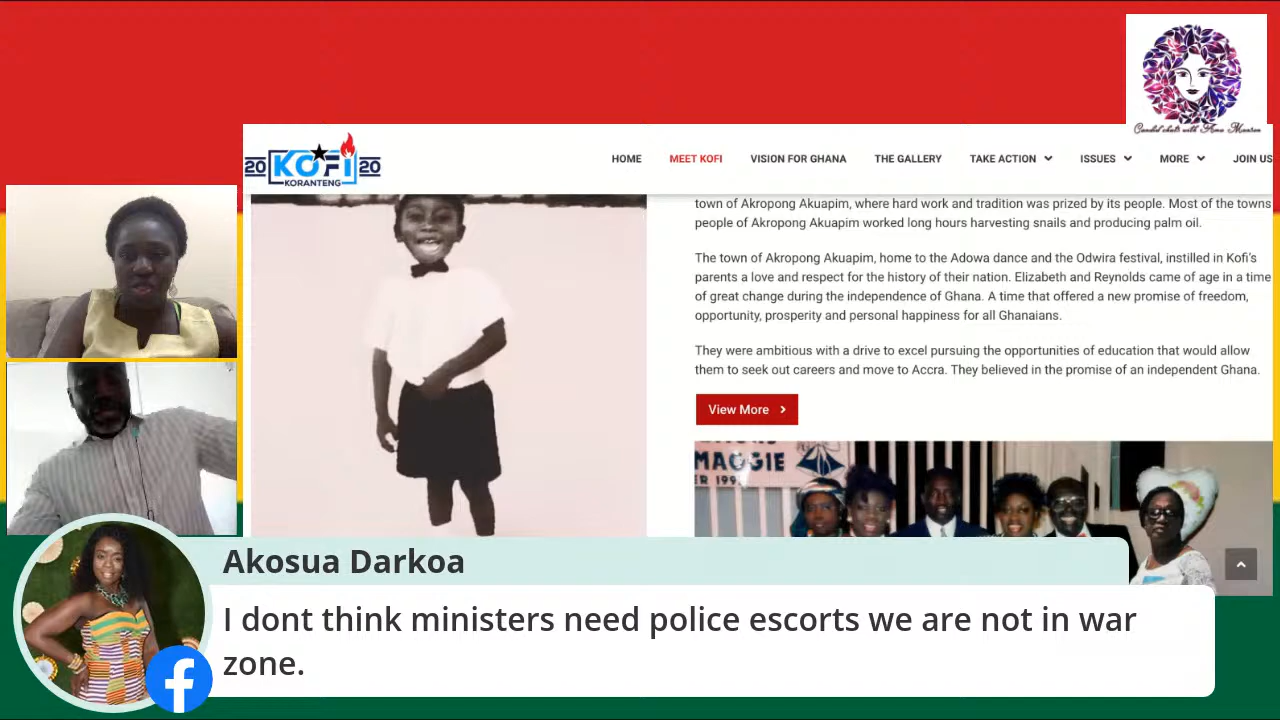 Candid chats with Ama Maaren
20 KOFI 20
KORANTENG
HOME MEET KOFI VISION FOR GHANA THE GALLERY TAKE ACTION ISSUES MORE JOIN US
town of Akropong Akuapim, where hard work and tradition was prized by its people. Most of the towns
people of Akropong Akuapim worked long hours harvesting snails and producing palm oil.
The town of Akropong Akuapim, home to the Adowa dance and the Odwira festival, instilled in Kofi's
parents a love and respect for the history of their nation. Elizabeth and Reynolds came of age in a time
of great change during the independence of Ghana. A time that offered a new promise of freedom,
opportunity, prosperity and personal happiness for all Ghanaians.
They were ambitious with a drive to excel pursuing the opportunities of education that would allow
them to seek out careers and move to Accra. They believed in the promise of an independent Ghana.
View More
MAGGIE
Akosua Darkoa
I dont think ministers need police escorts we are not in war
zone.